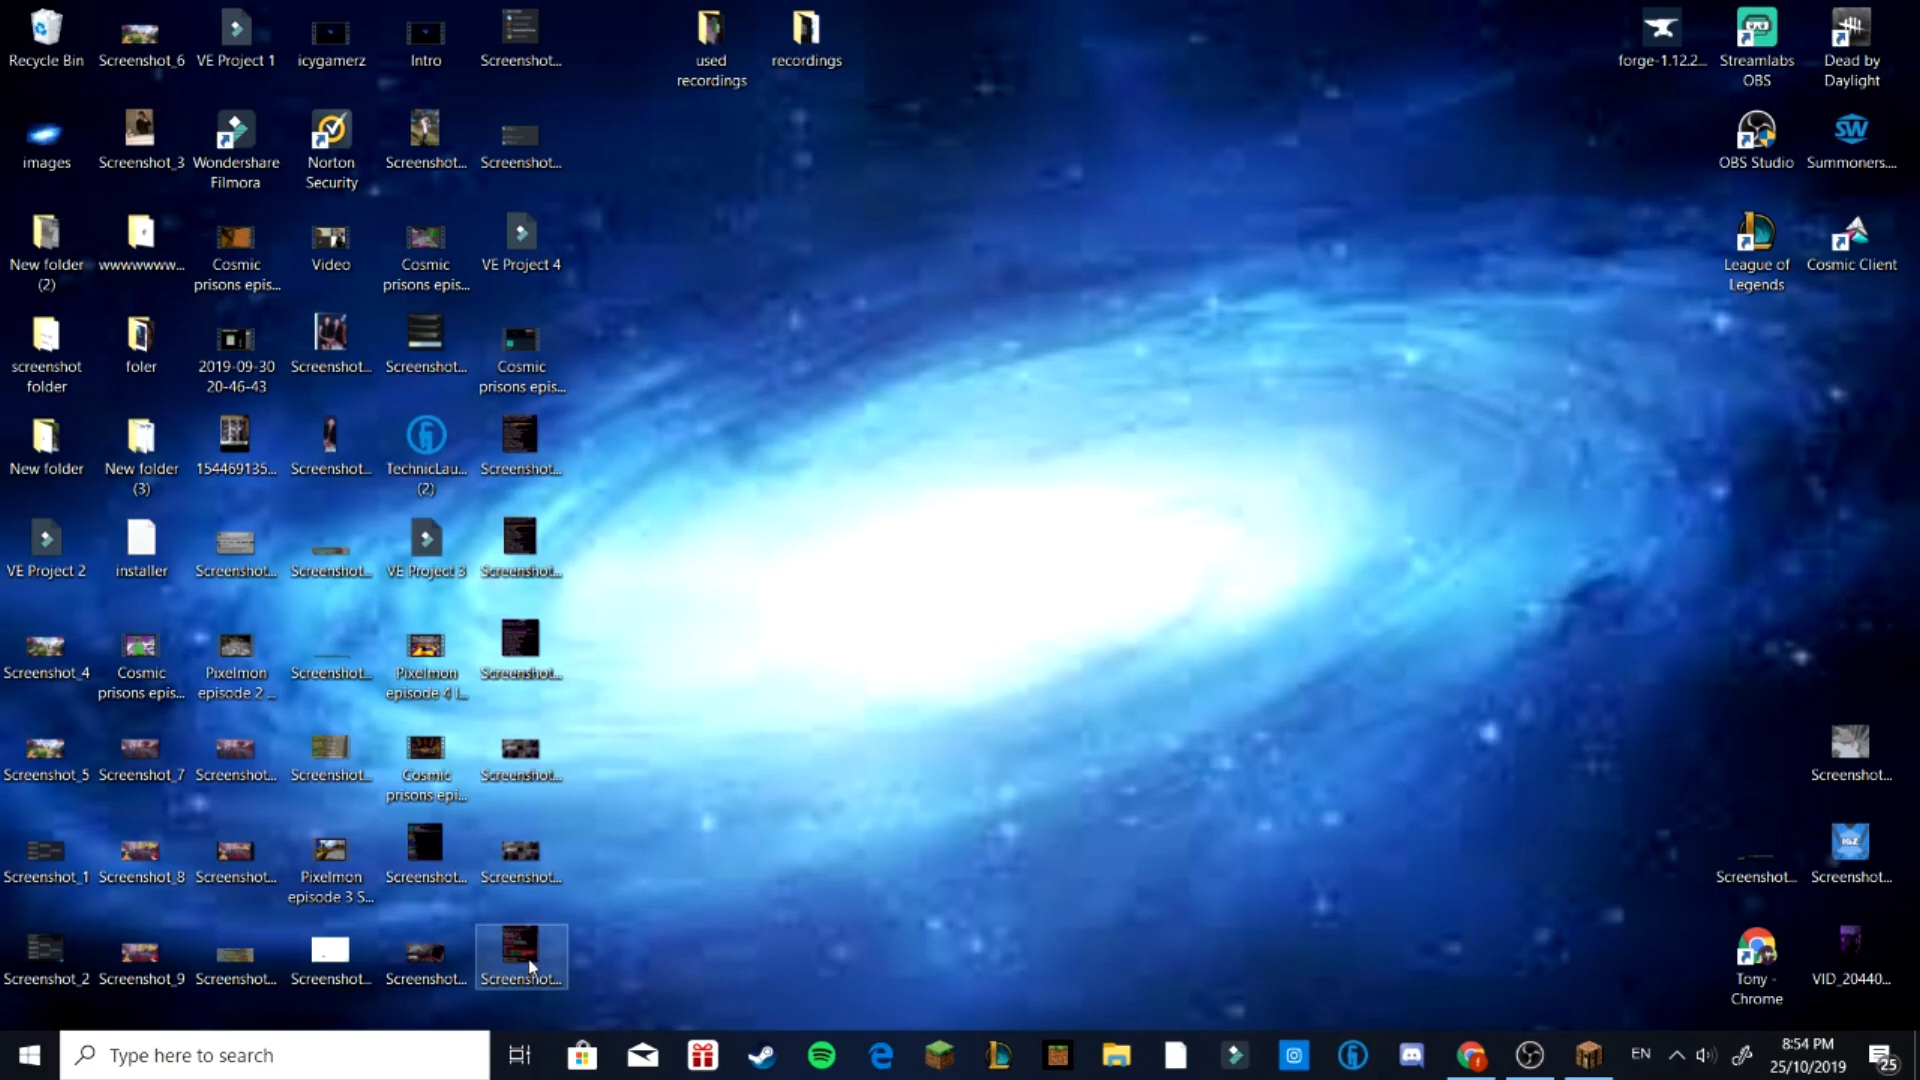 Recycle Bin
Screenshot_6
VE Project 1
icygamerz
Intro
Screenshot...
used
recordings
recordings
forge-1.12.2...
Streamlabs
OBS
Dead by
Daylight
images
Screenshot_3
Wondershare
Filmora
Norton
Security
Screenshot...
Screenshot...
OBS Studio
SW
Summoners....
New folder
(2)
wwwwwww...
Cosmic
prisons epis...
Video
Cosmic
prisons epis...
VE Project 4
League of
Legends
Cosmic Client
screenshot
folder
foler
2019-09-30
20-46-43
Screenshot...
Screenshot...
Cosmic
prisons epis...
New folder
New folder
(3)
154469135...
Screenshot...
TechnicLau...
(2)
Screenshot...
VE Project 2
installer
Screenshot...
Screenshot...
VE Project 3
Screenshot...
Screenshot_4
Cosmic
prisons epis...
Pixelmon
episode 2 ...
Screenshot...
Pixelmon
episode 4 l...
Screenshot...
Screenshot_5
Screenshot_7
Screenshot...
Screenshot...
Cosmic
prisons epi...
Screenshot...
Screenshot...
Screenshot_1
Screenshot_8
Screenshot...
Pixelmon
episode 3 S...
Screenshot...
Screenshot...
Screenshot...
Screenshot...
Screenshot_2
Screenshot_9
Screenshot...
Screenshot...
Screenshot...
Screenshot...
Tony -
Chrome
VID_20440...
Type here to search
EN
8:54 PM
25/10/2019
25